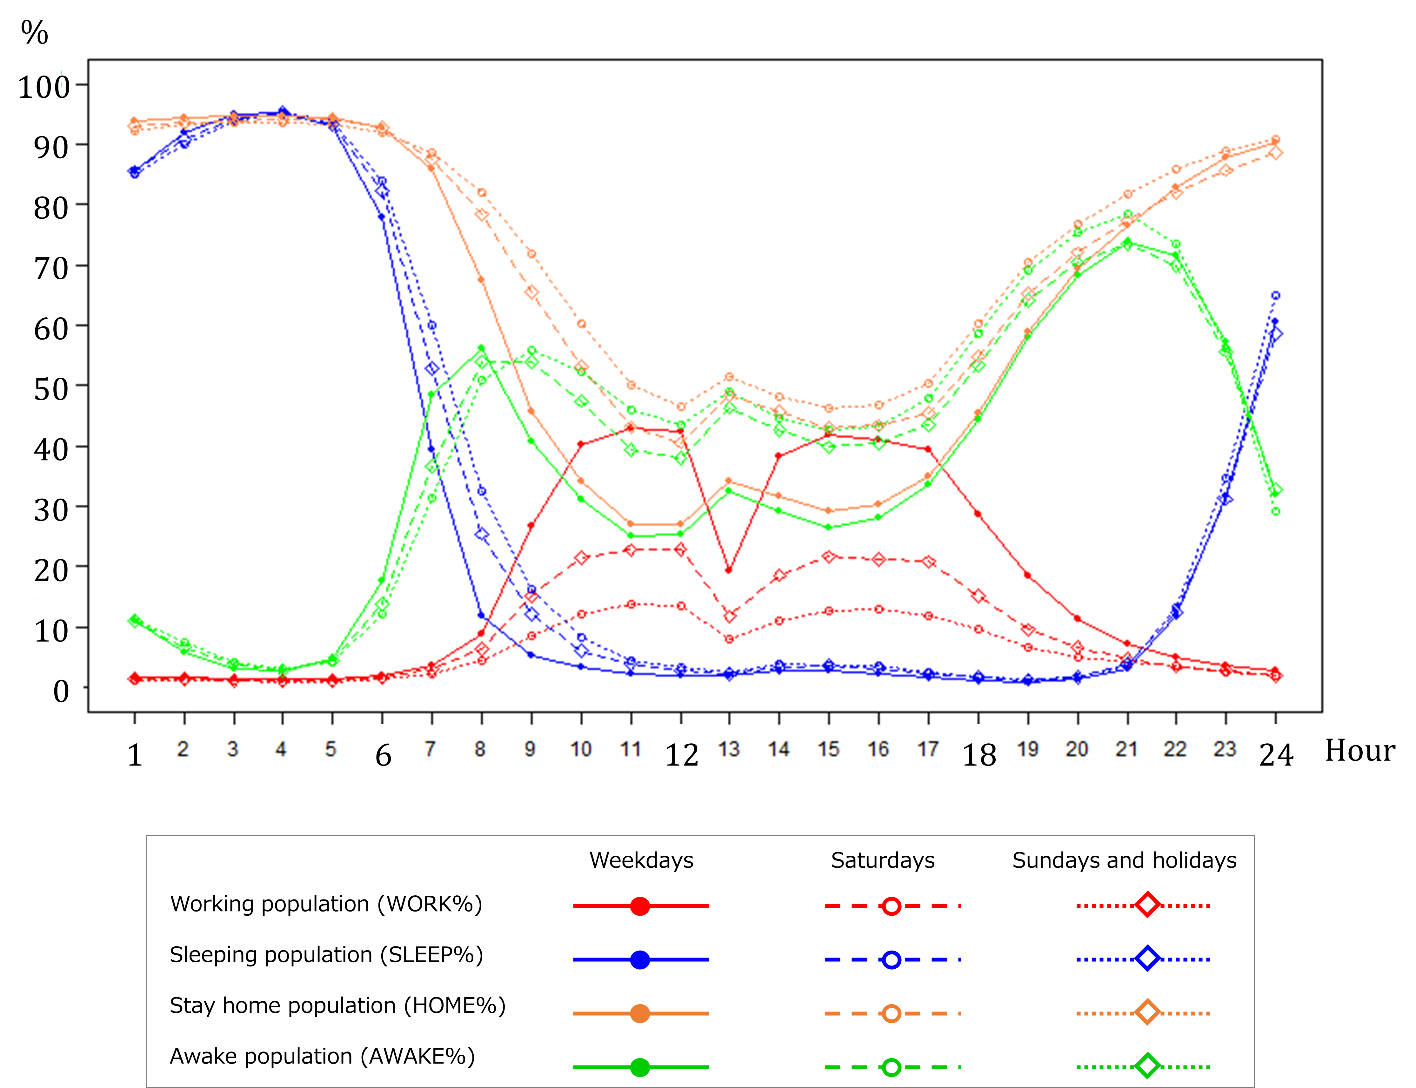 %
100
90
80
70
60
50
40
30
20
10
0
1 2 3 4 5 6 7 8 9 10 11 12 13 14 15 16 17 18 19 20 21 22 23 24 Hour
Weekdays Saturdays Sundays and holidays
Working population (WORK%)
Sleeping population (SLEEP%)
Stay home population (HOME%)
Awake population (AWAKE%)